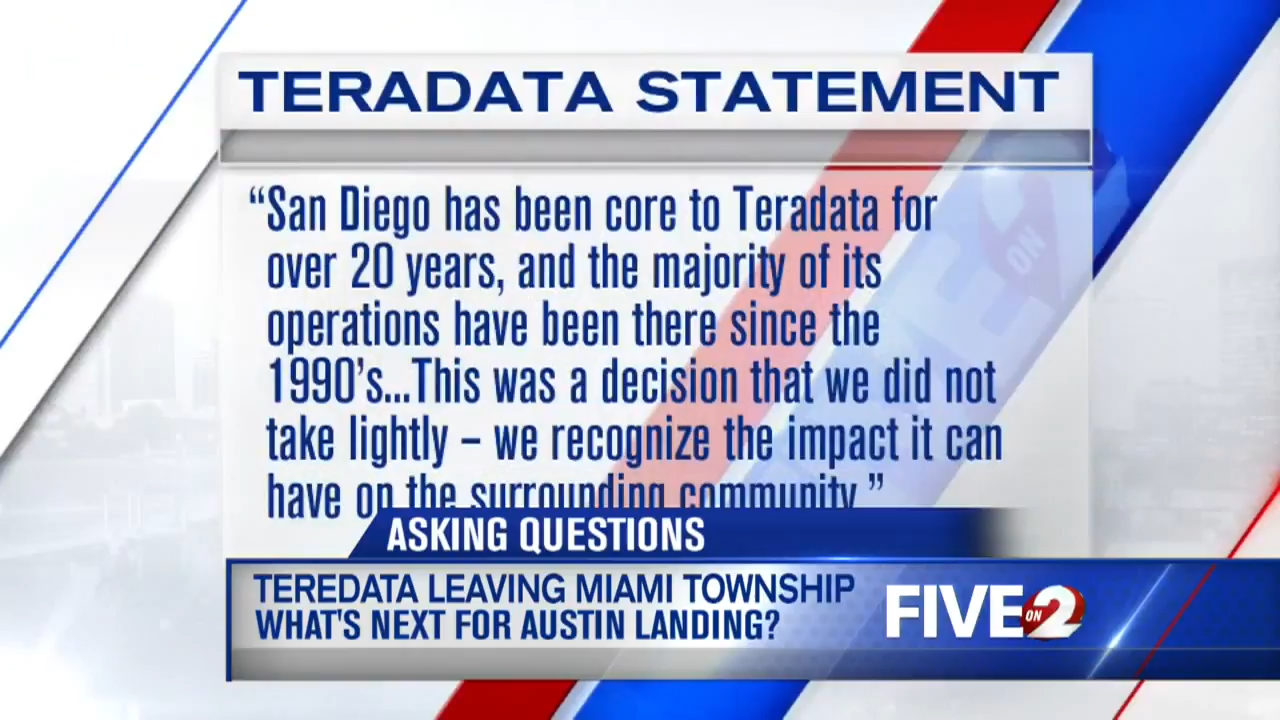 TERADATA STATEMENT
“San Diego has been core to Teradata for
over 20 years, and the majority of its
operations have been there since the
1990’s...This was a decision that we did not
take lightly – we recognize the impact it can
have on the surrounding community.”
ASKING QUESTIONS
TEREDATA LEAVING MIAMI TOWNSHIP
WHAT'S NEXT FOR AUSTIN LANDING?
FIVE ON 2